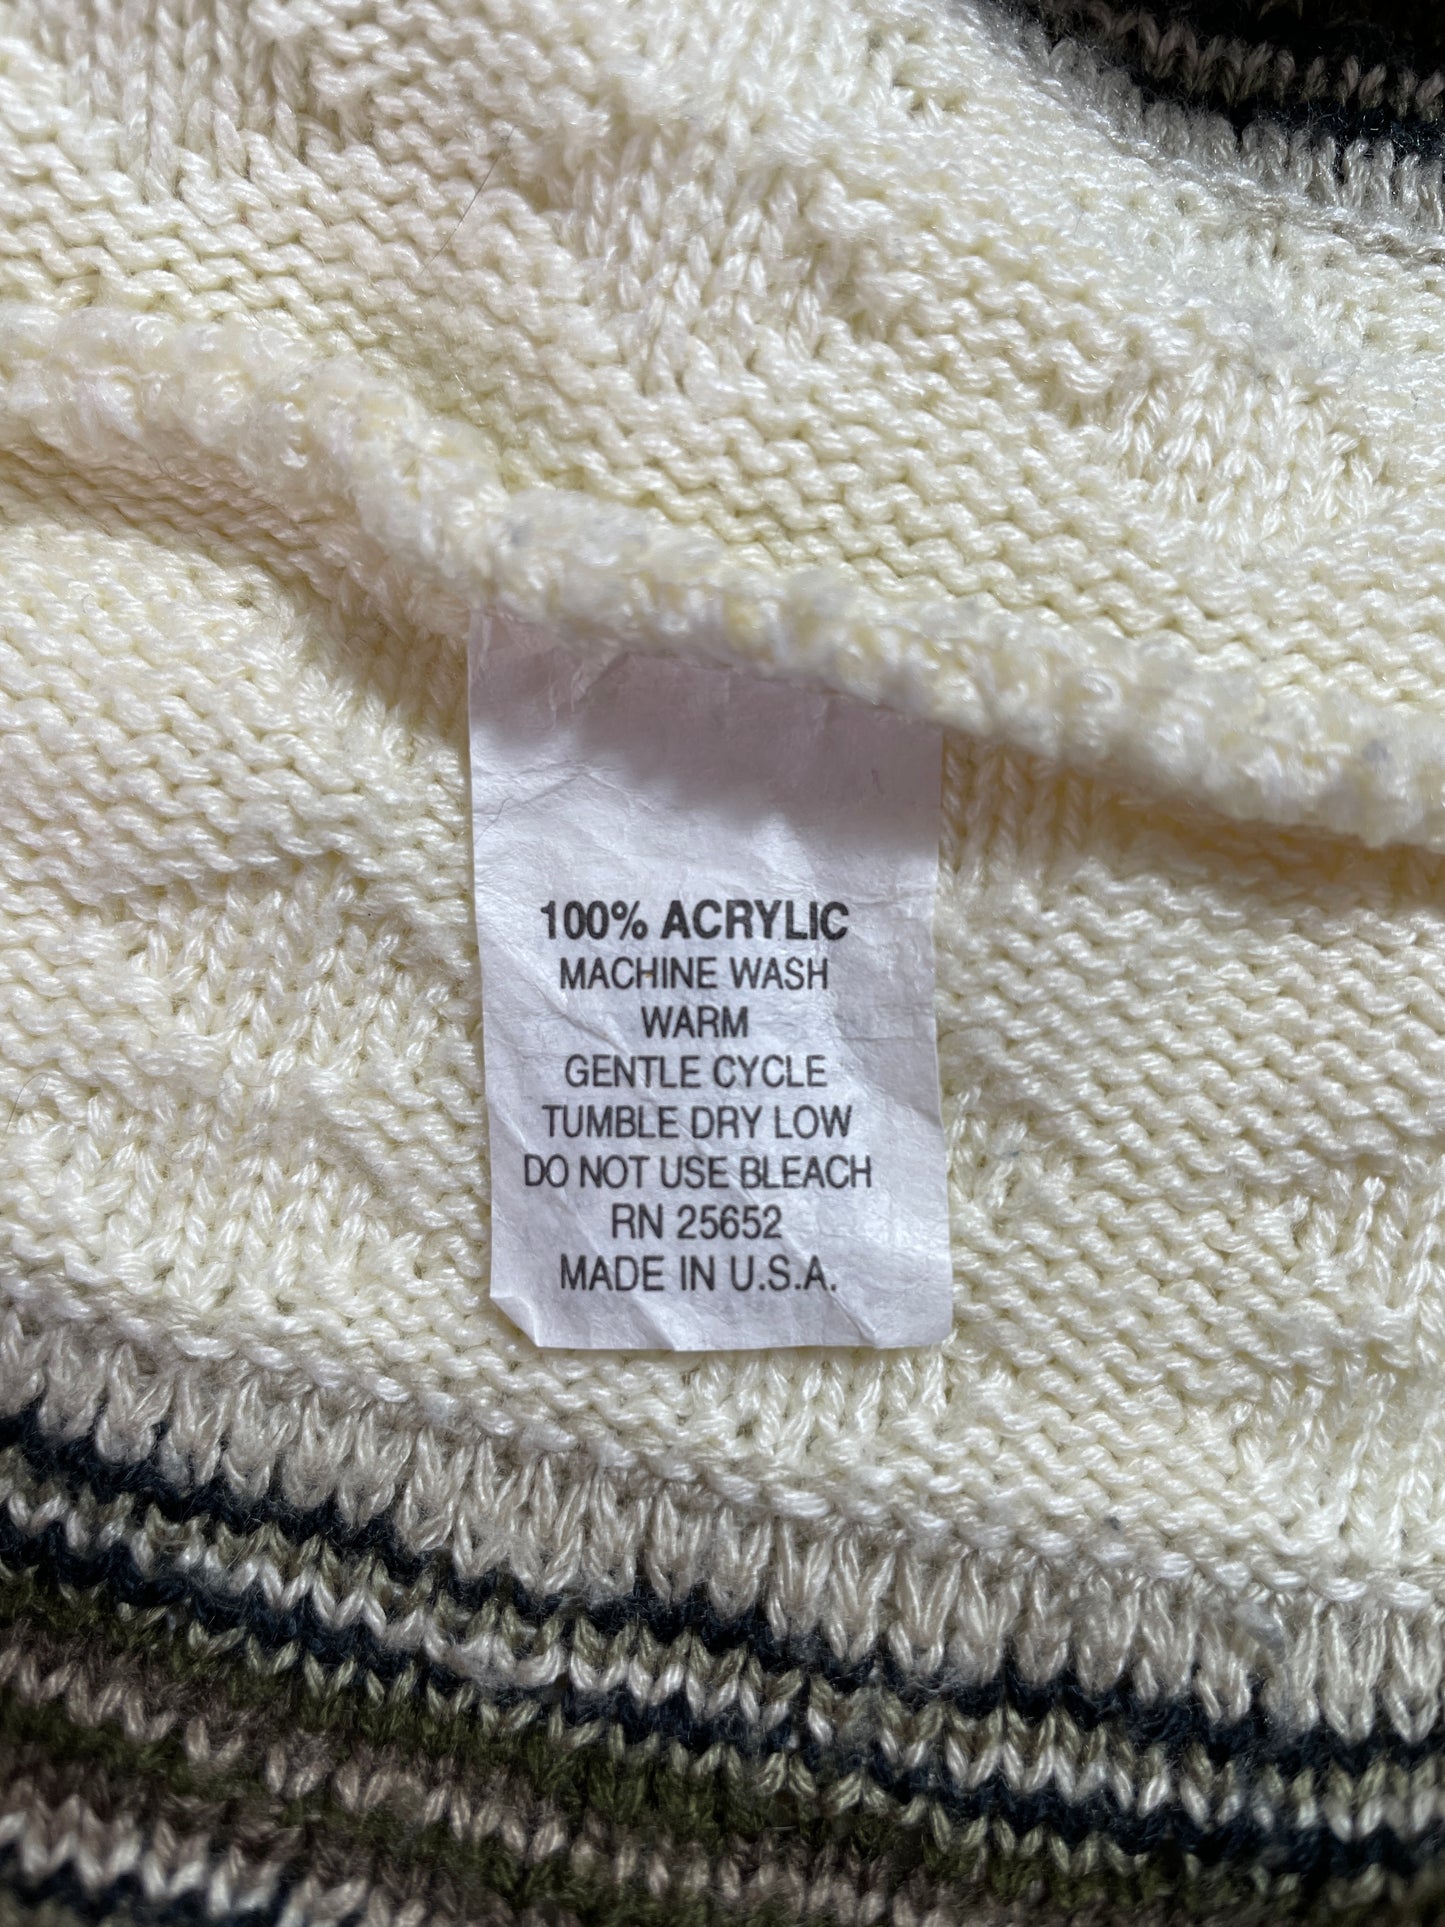 100% ACRYLIC
MACHINE WASH
WARM
GENTLE CYCLE
TUMBLE DRY LOW
DO NOT USE BLEACH
RN 25652
MADE IN U.S.A.